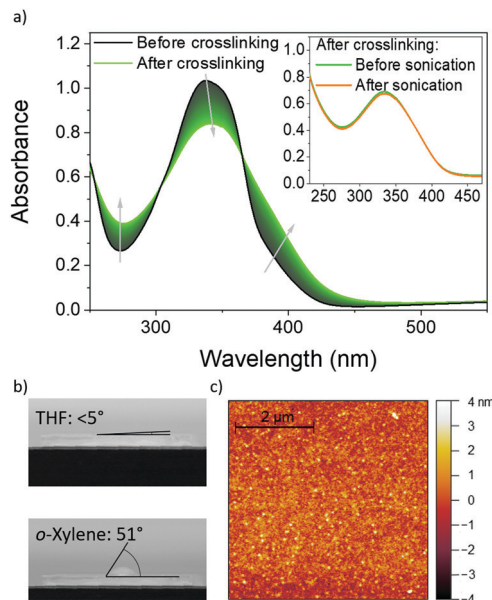 a)
Before crosslinking
After crosslinking
Absorbance
1.2
1.0
0.8
0.6
0.4
0.2
0.0
300
400
500
Wavelength (nm)
After crosslinking:
Before sonication
After sonication
1.0
0.8
0.6
0.4
0.2
0.0
250 300 350 400 450
b)
THF: <5°
o-Xylene: 51°
c)
2 µm
4 nm
3
2
1
0
−1
−2
−3
−4